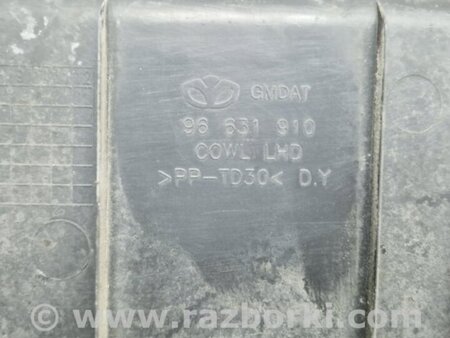 GMDAT
96 631 910
COWL LHD
>PP-TD30< D.Y
© www.razborki.com